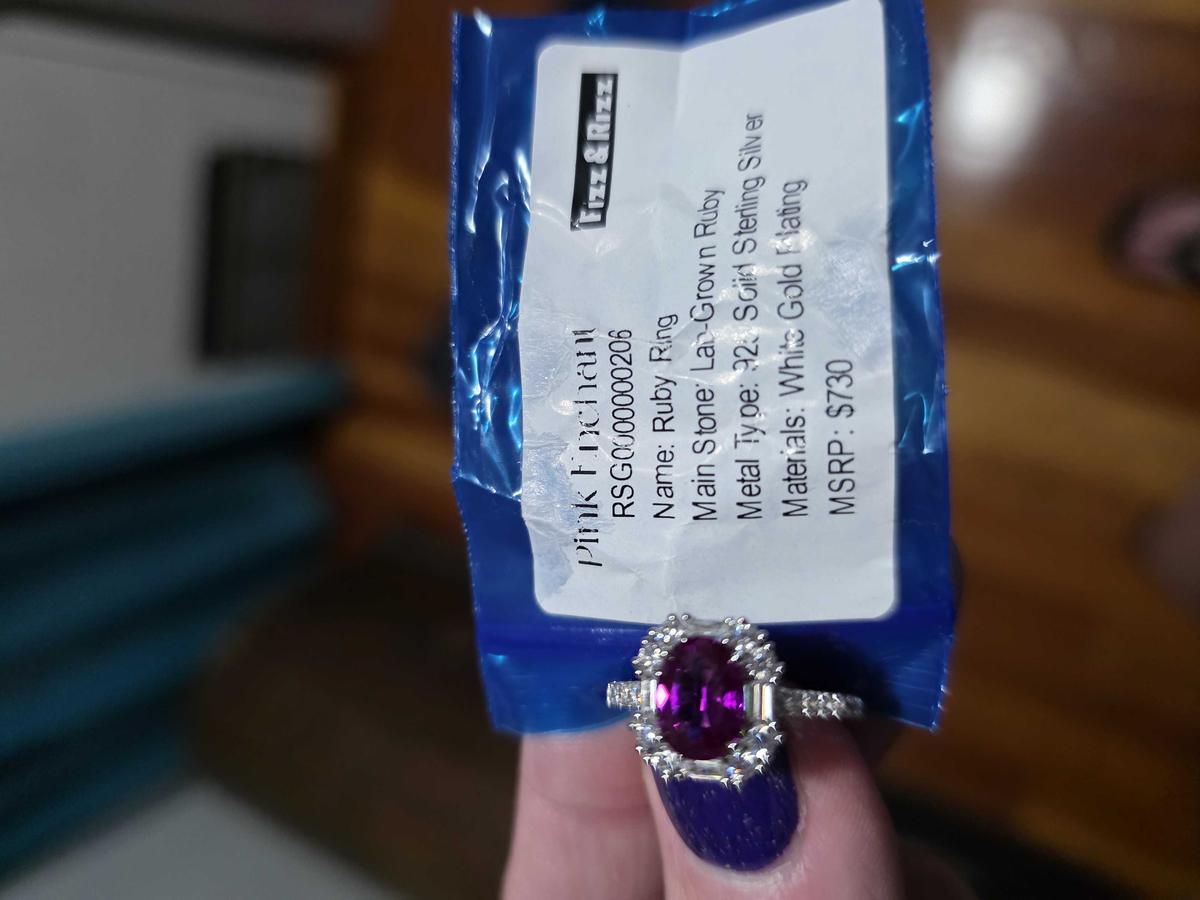 Pink Enchant
Fizz & Rizz
RSG0000000206
Name: Ruby Ring
Main Stone: Lab-Grown Ruby
Metal Type: .925 Solid Sterling Silver
Materials: White Gold Plating
MSRP: $730